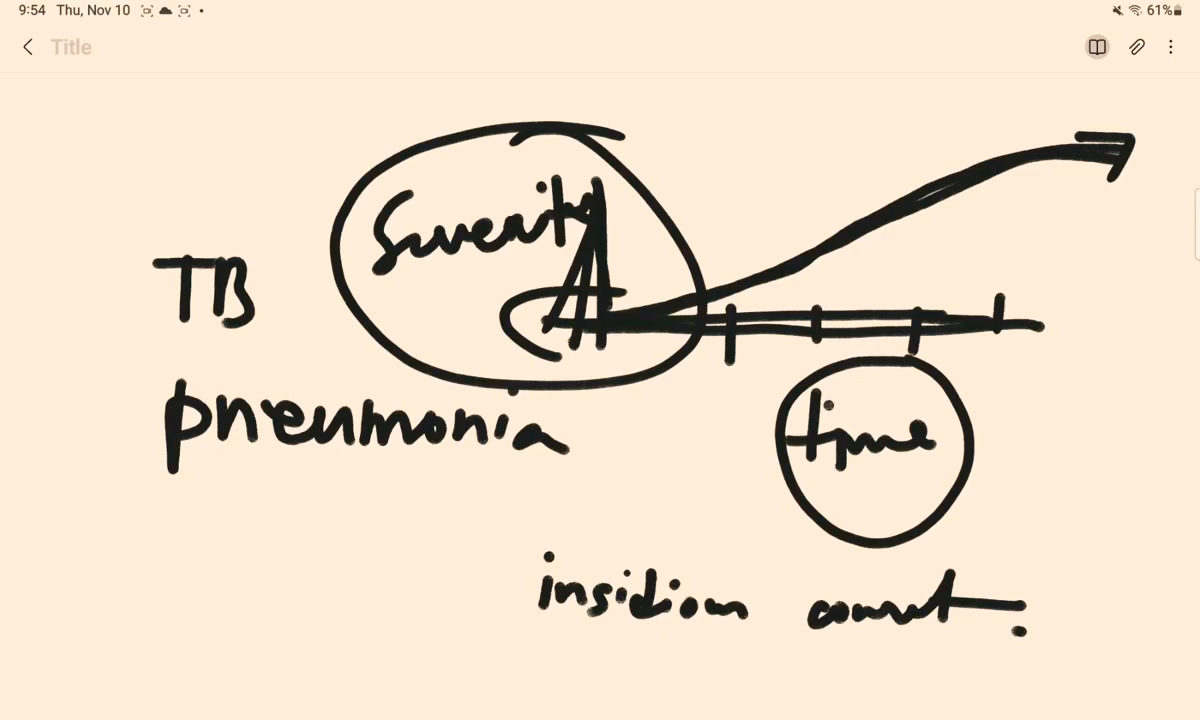 9:54 Thu, Nov 10
61%
Title
Severity
TB
pneumonia
time
insidious onset